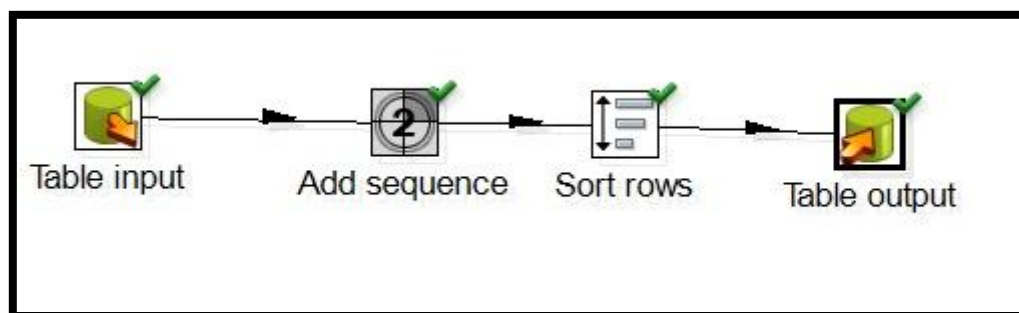 2
Table input
Add sequence
Sort rows
Table output